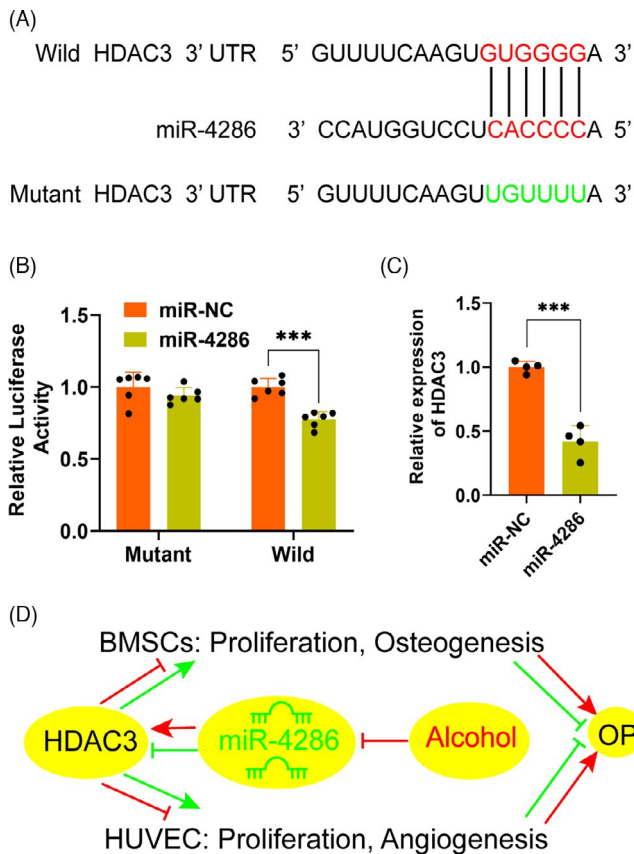 (A)
Wild HDAC3 3' UTR 5' GUUUUCAAGUGUGGGGA 3'
miR-4286 3' CCAUGGUCCUCACCCCA 5'
Mutant HDAC3 3' UTR 5' GUUUUCAAGUUGUUUUA 3'
(B)
miR-NC
miR-4286
***
Relative Luciferase
Activity
1.5
1.0
0.5
0.0
Mutant Wild
(C)
***
Relative expression
of HDAC3
1.5
1.0
0.5
0.0
miR-NC
miR-4286
(D)
BMSCs: Proliferation, Osteogenesis
HDAC3 miR-4286 Alcohol OP
HUVEC: Proliferation, Angiogenesis